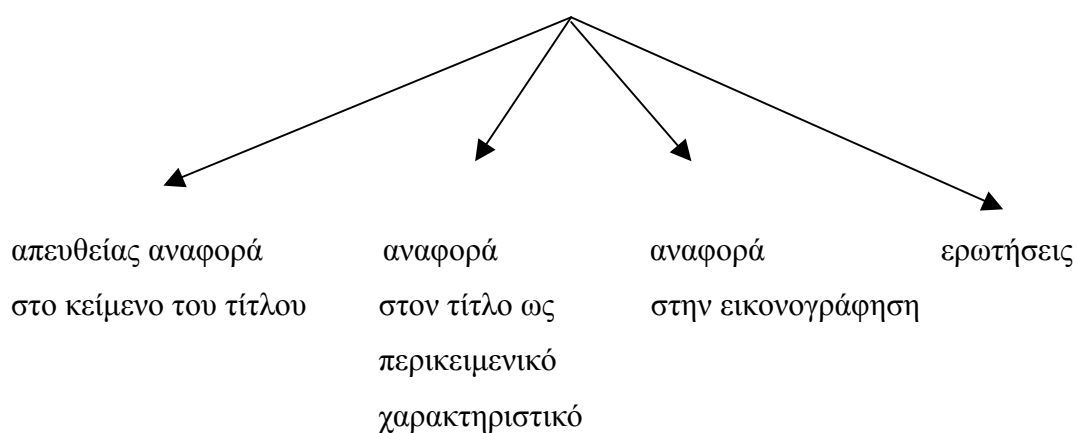 απευθείας αναφορά
στο κείμενο του τίτλου
αναφορά
στον τίτλο ως
περικειμενικό
χαρακτηριστικό
αναφορά
στην εικονογράφηση
ερωτήσεις